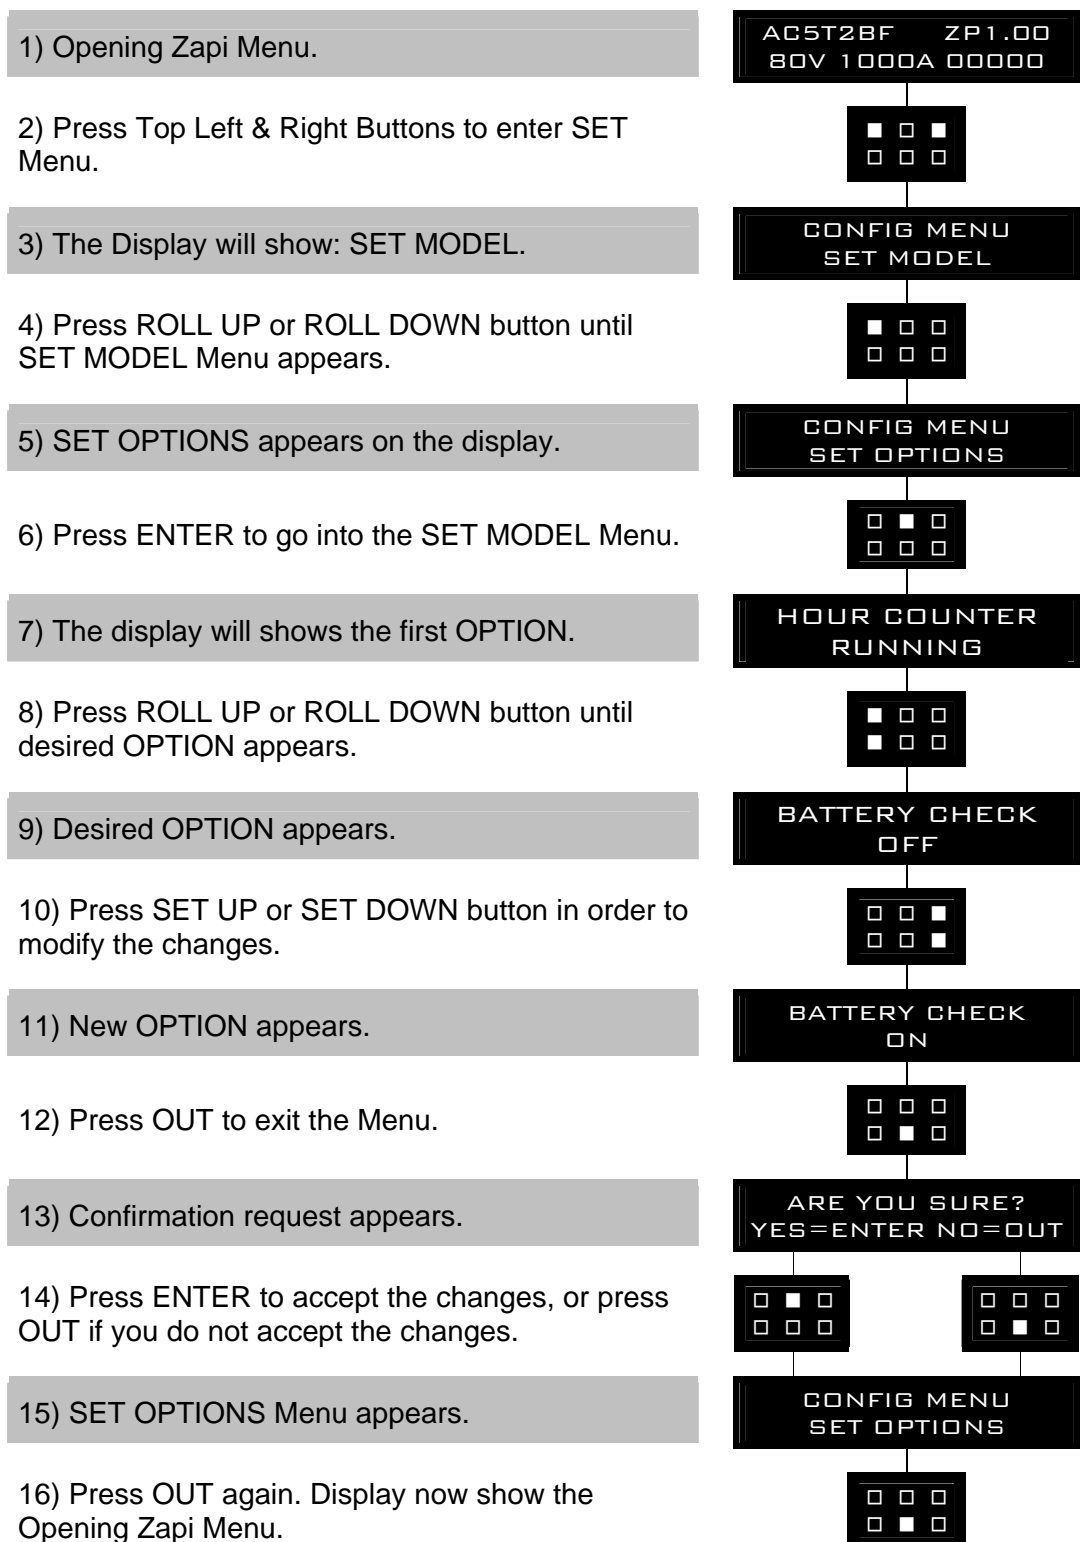 1) Opening Zapi Menu.
AC5T2BF ZP1.00
80V 1000A 00000
2) Press Top Left & Right Buttons to enter SET
Menu.
3) The Display will show: SET MODEL.
CONFIG MENU
SET MODEL
4) Press ROLL UP or ROLL DOWN button until
SET MODEL Menu appears.
5) SET OPTIONS appears on the display.
CONFIG MENU
SET OPTIONS
6) Press ENTER to go into the SET MODEL Menu.
7) The display will shows the first OPTION.
HOUR COUNTER
RUNNING
8) Press ROLL UP or ROLL DOWN button until
desired OPTION appears.
9) Desired OPTION appears.
BATTERY CHECK
OFF
10) Press SET UP or SET DOWN button in order to
modify the changes.
11) New OPTION appears.
BATTERY CHECK
ON
12) Press OUT to exit the Menu.
13) Confirmation request appears.
ARE YOU SURE?
YES=ENTER NO=OUT
14) Press ENTER to accept the changes, or press
OUT if you do not accept the changes.
15) SET OPTIONS Menu appears.
CONFIG MENU
SET OPTIONS
16) Press OUT again. Display now show the
Opening Zapi Menu.